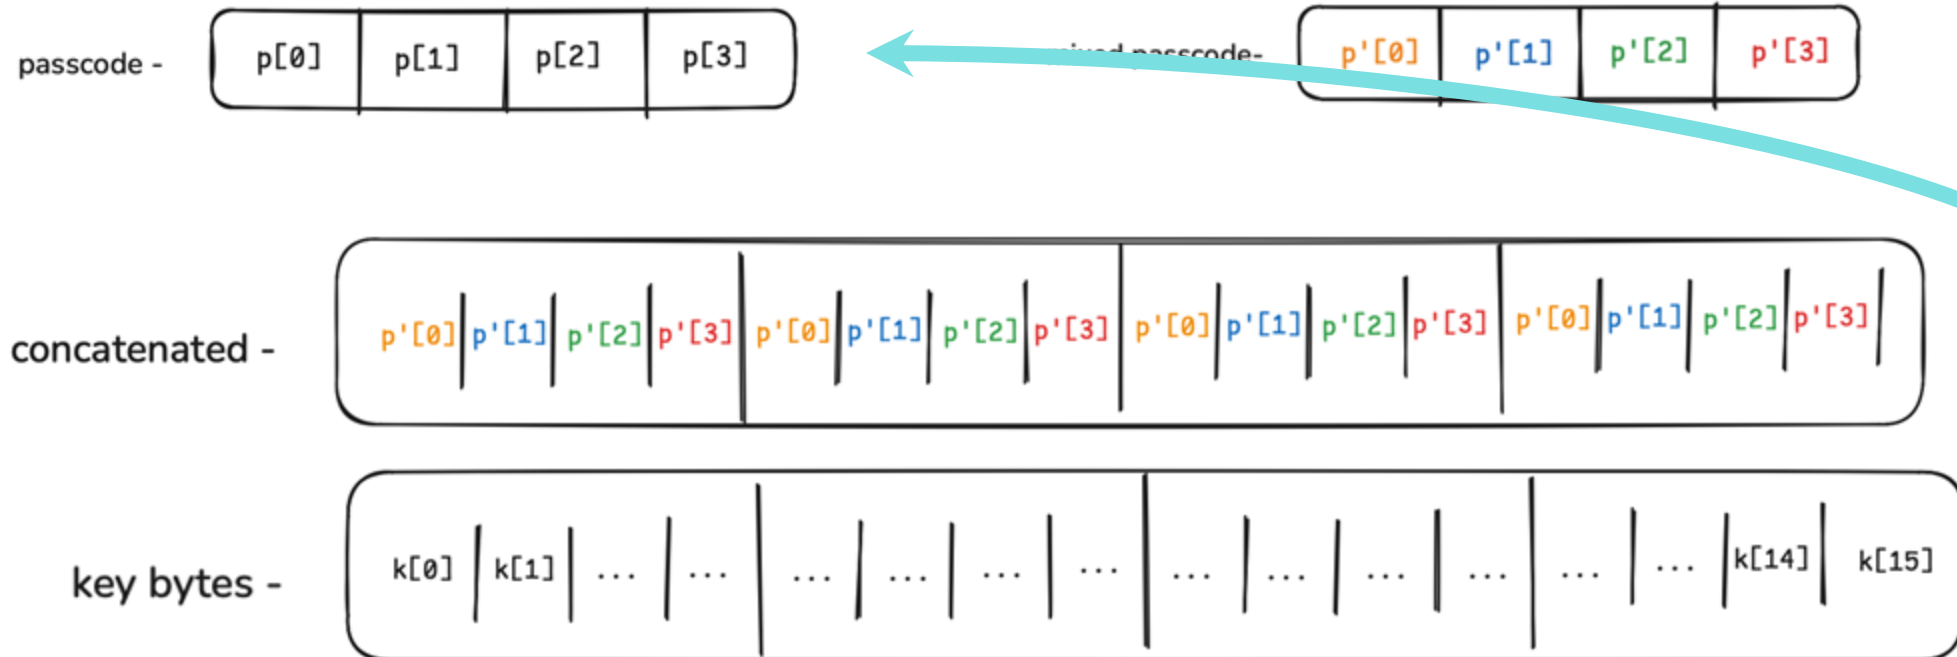 passcode - p[0] p[1] p[2] p[3] passcode- p'[0] p'[1] p'[2] p'[3]
concatenated - p'[0] p'[1] p'[2] p'[3] p'[0] p'[1] p'[2] p'[3] p'[0] p'[1] p'[2] p'[3] p'[0] p'[1] p'[2] p'[3]
key bytes - k[0] k[1] ... ... ... ... ... ... ... ... ... ... ... ... k[14] k[15]